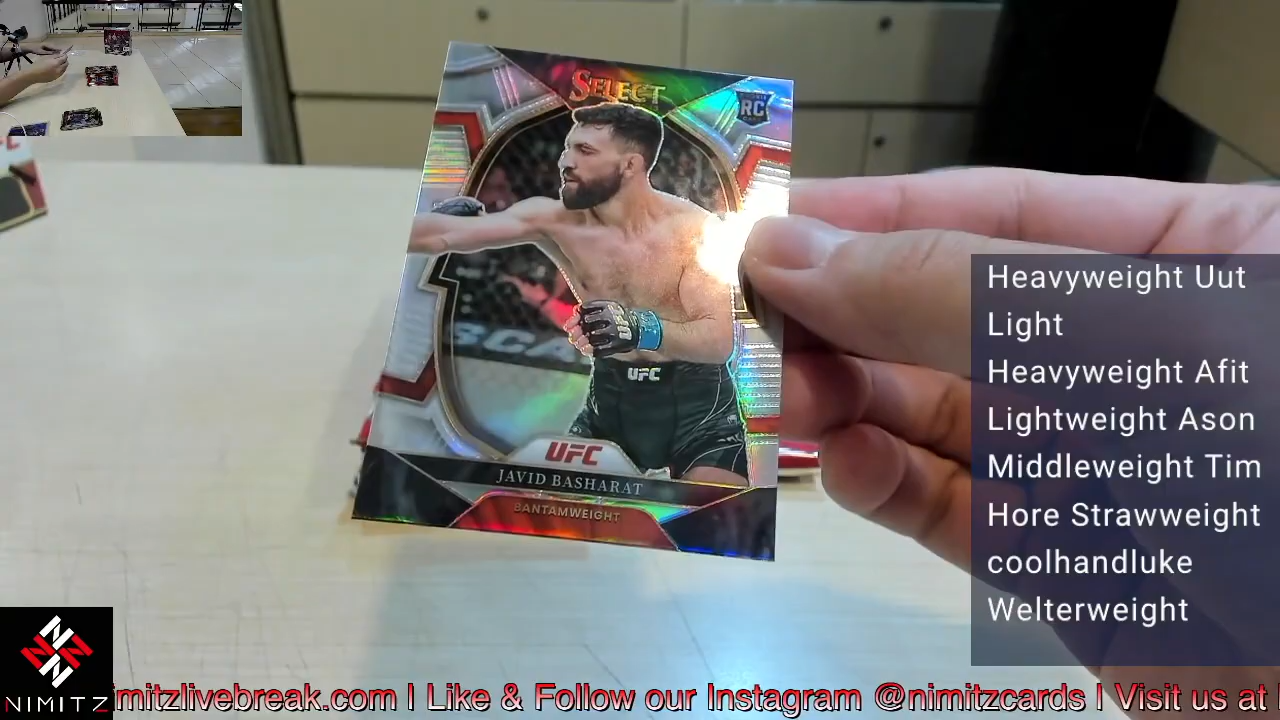 SELECT
RC
UFC
UFC
JAVID BASHARAT
BANTAMWEIGHT
Heavyweight Uut
Light
Heavyweight Afit
Lightweight Ason
Middleweight Tim
Hore Strawweight
coolhandluke
Welterweight
NIMITZ
imitzlivebreak.com I Like & Follow our Instagram @nimitzcards I Visit us at